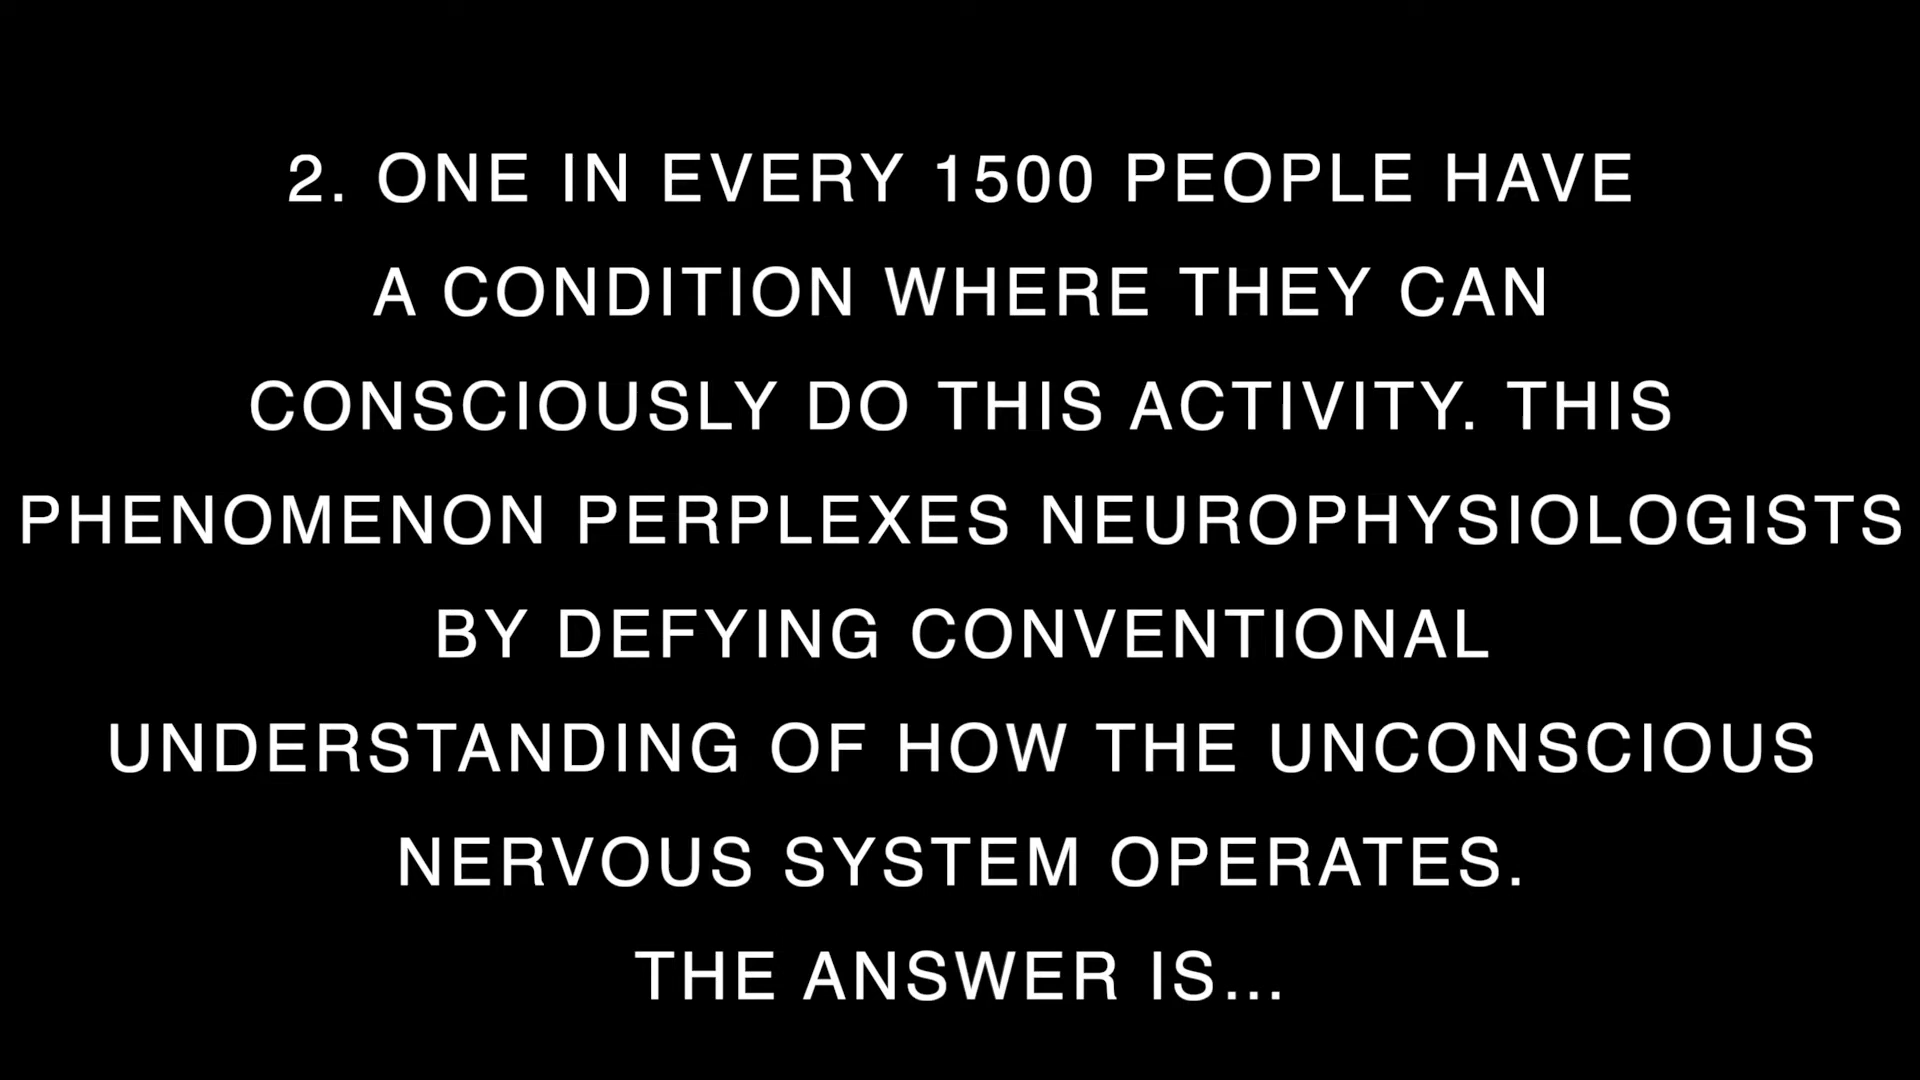 2. ONE IN EVERY 1500 PEOPLE HAVE
A CONDITION WHERE THEY CAN
CONSCIOUSLY DO THIS ACTIVITY. THIS
PHENOMENON PERPLEXES NEUROPHYSIOLOGISTS
BY DEFYING CONVENTIONAL
UNDERSTANDING OF HOW THE UNCONSCIOUS
NERVOUS SYSTEM OPERATES.
THE ANSWER IS...